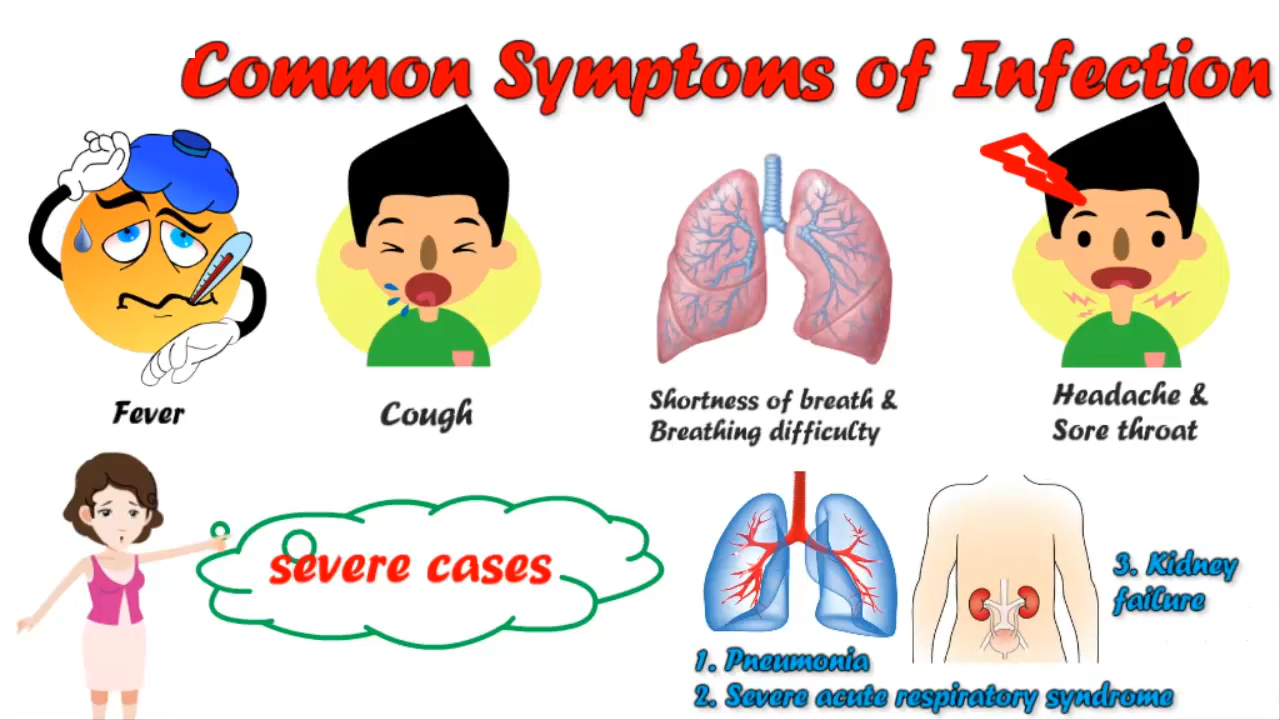 Common Symptoms of Infection
Fever
Cough
Shortness of breath &
Breathing difficulty
Headache &
Sore throat
severe cases
1. Pneumonia
2. Severe acute respiratory syndrome
3. Kidney
failure